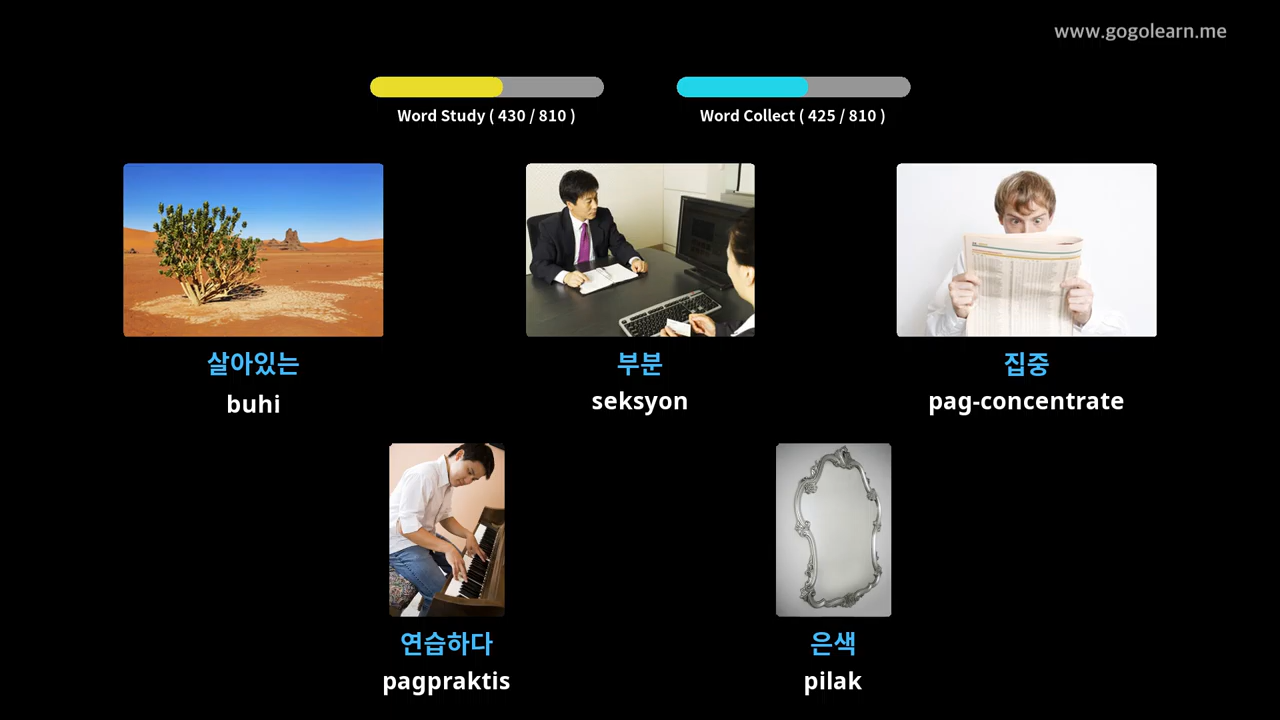 www.gogolearn.me
Word Study ( 430 / 810 )
Word Collect ( 425 / 810 )
살아있는
buhi
부분
seksyon
집중
pag-concentrate
연습하다
pagpraktis
은색
pilak